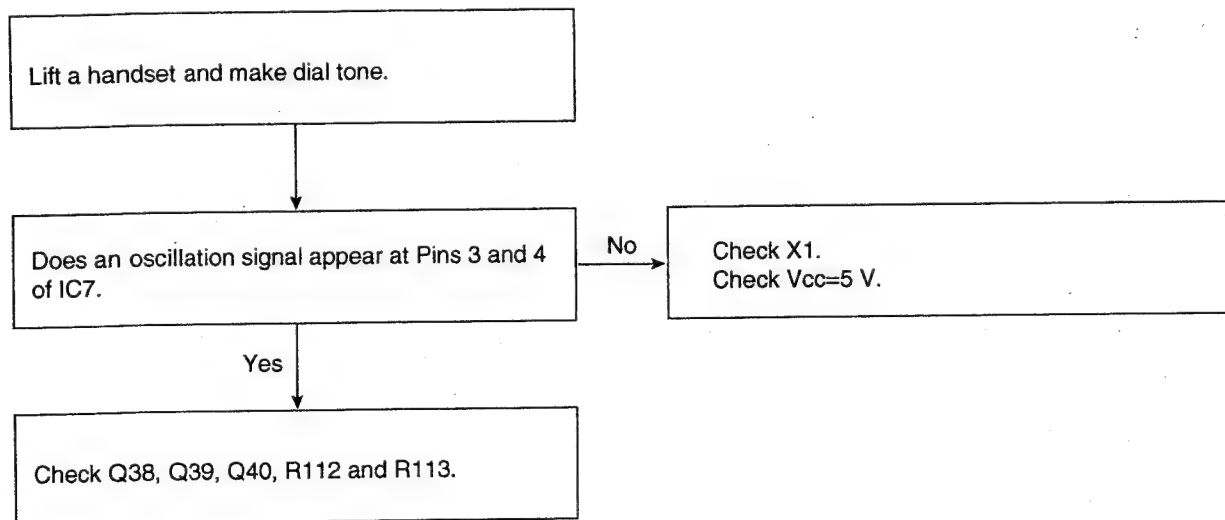 Lift a handset and make dial tone.
Does an oscillation signal appear at Pins 3 and 4
of IC7.
No
Check X1.
Check Vcc=5 V.
Yes
Check Q38, Q39, Q40, R112 and R113.